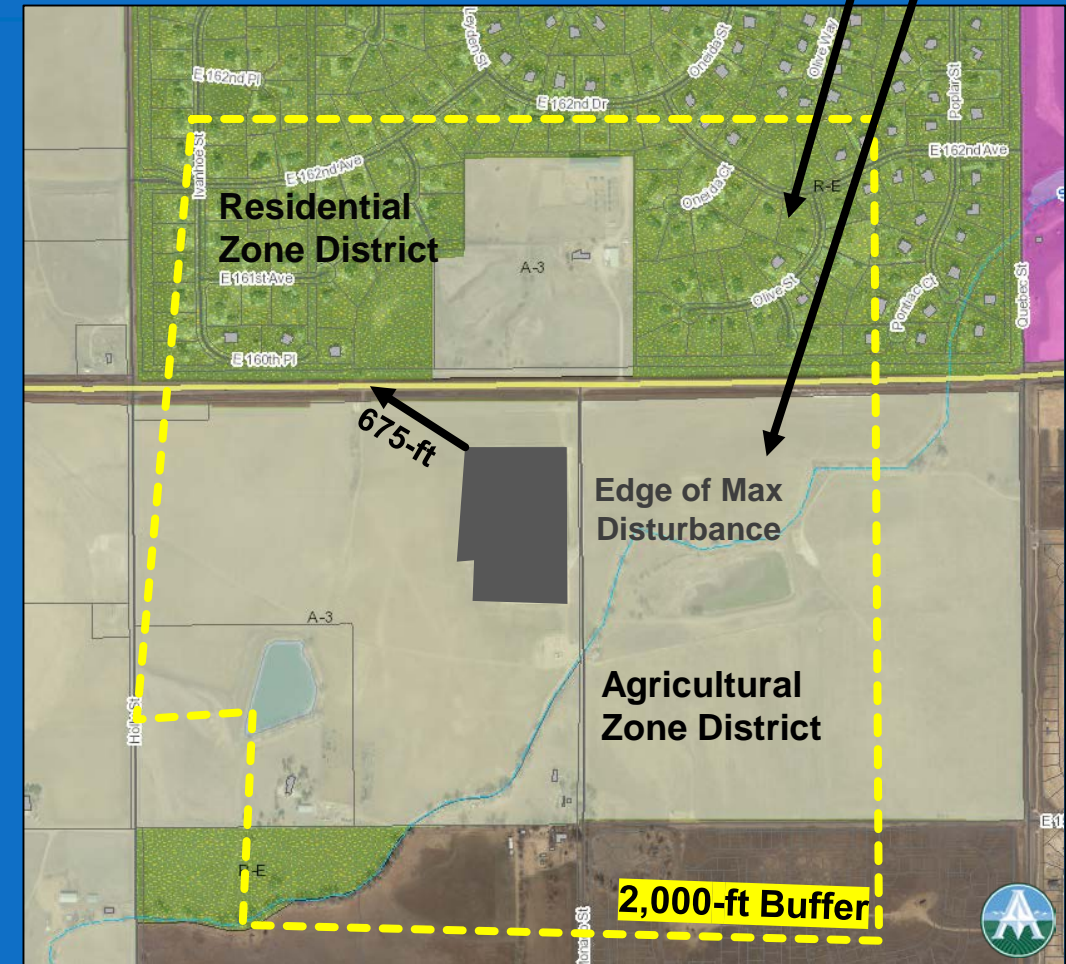 Leyden St
Oneida St
Olive Way
E 162nd Pl
Poplar St
E 162nd Dr
E 162nd Ave
Ivanhoe St
E 162nd Ave
R-E
Oneida Ct
Residential
Zone District
A-3
E 161st Ave
Olive St
Pontiac Ct
Quebec St
E 160th Pl
675-ft
Edge of Max
Disturbance
A-3
Agricultural
Zone District
Holly St
R-E
2,000-ft Buffer